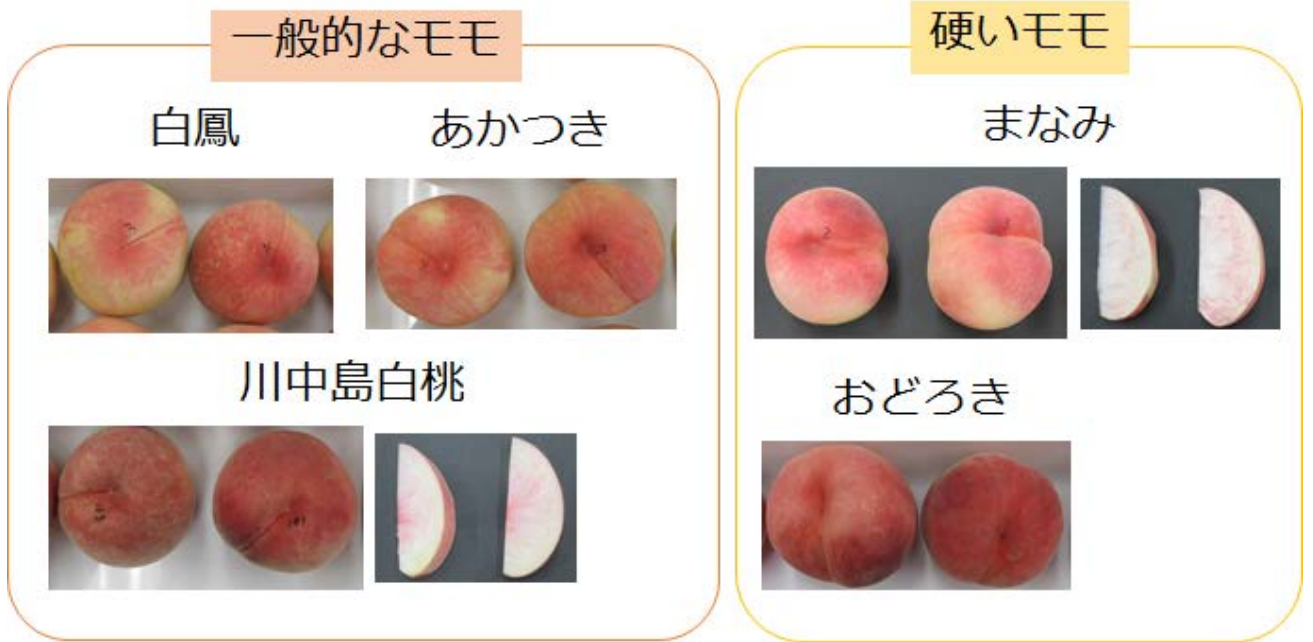 一般的なモモ
白鳳
あかつき
川中島白桃
硬いモモ
まなみ
おどろき